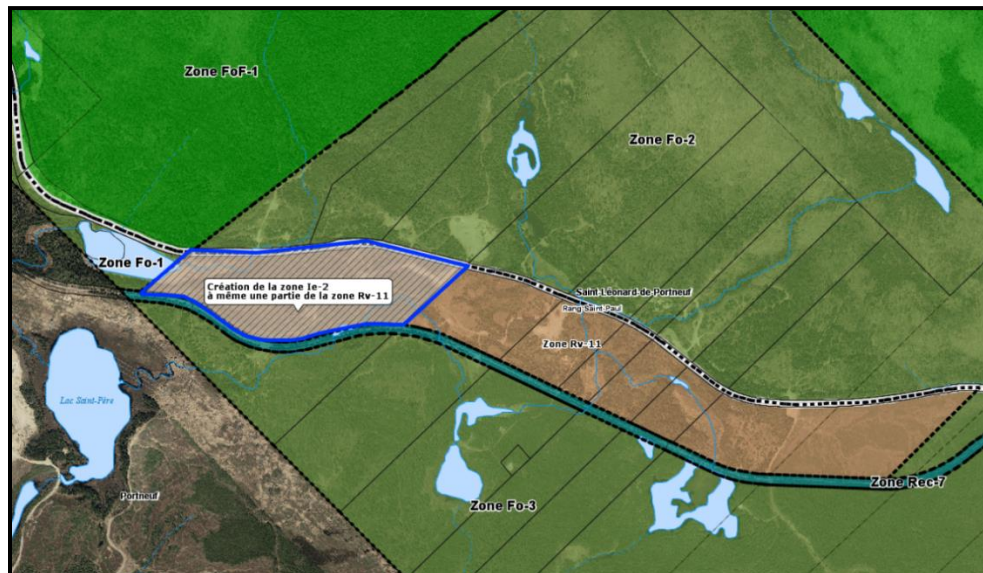 Zone FoF-1
Zone Fo-2
Zone Fo-1
Création de la zone Ie-2
à même une partie de la zone Rv-11
Saint-Léonard-de-Portneuf
Rang Saint-Paul
Zone Rv-11
Lac Saint-Père
Zone Rec-7
Portneuf
Zone Fo-3